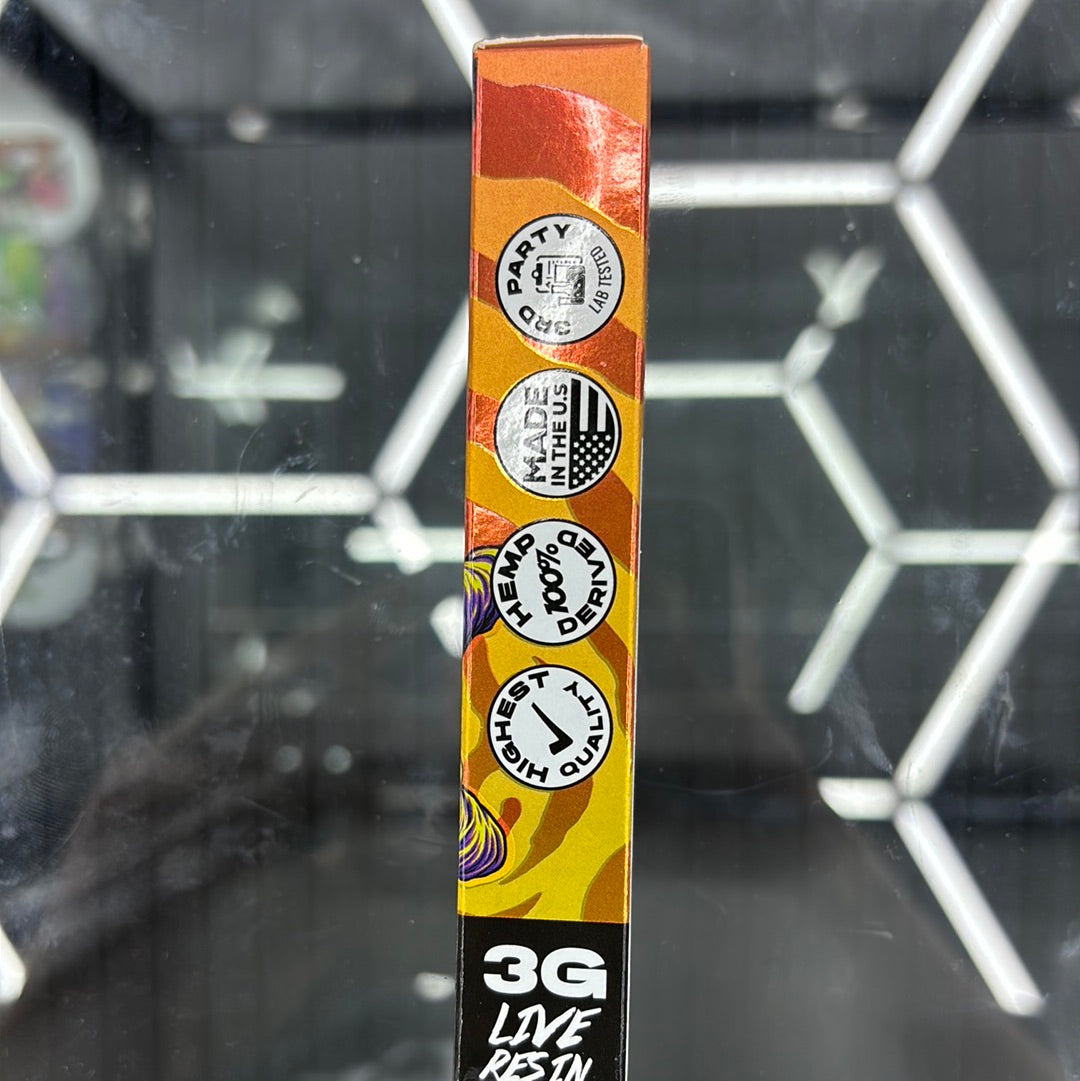 3RD PARTY
LAB TESTED
MADE
IN THE U.S
HEMP
100%
DERIVED
HIGHEST
QUALITY
3G
LIVE
RESIN